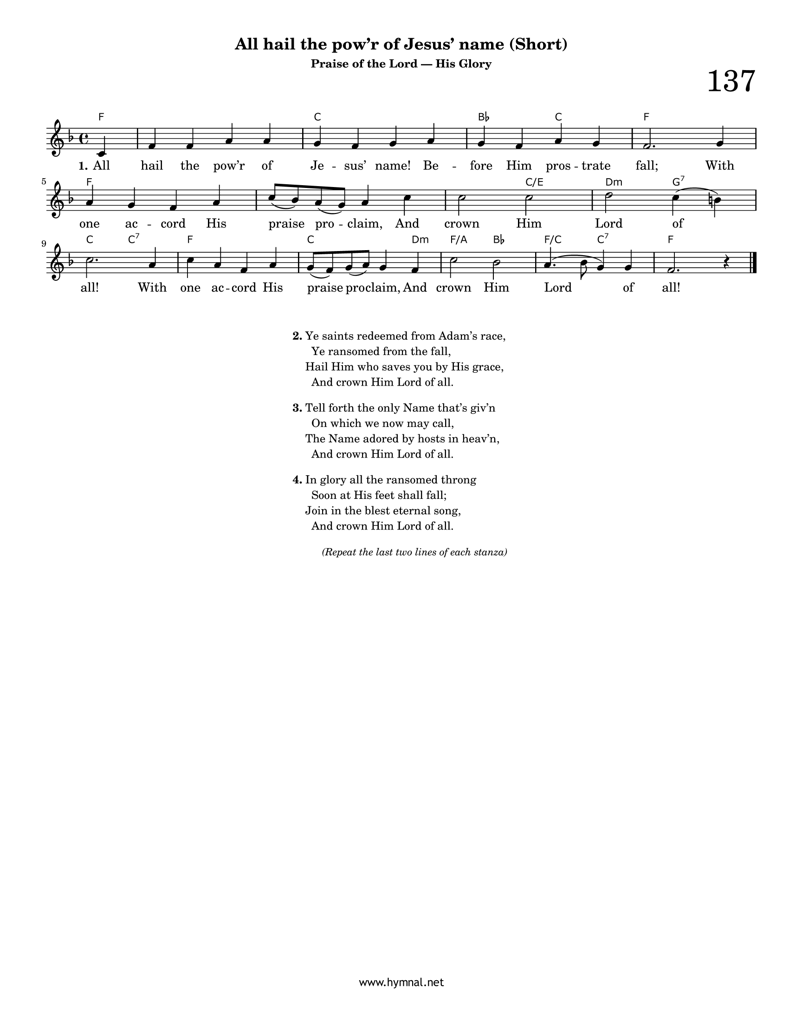 All hail the pow’r of Jesus’ name (Short)
Praise of the Lord — His Glory
137
F C B♭ C F
1. All hail the pow’r of Je - sus’ name! Be - fore Him pros - trate fall; With
5
F C/E Dm G7
one ac - cord His praise pro - claim, And crown Him Lord of
9
C C7 F C Dm F/A B♭ F/C C7 F
all! With one ac - cord His praise proclaim, And crown Him Lord of all!
2. Ye saints redeemed from Adam’s race,
Ye ransomed from the fall,
Hail Him who saves you by His grace,
And crown Him Lord of all.
3. Tell forth the only Name that’s giv’n
On which we now may call,
The Name adored by hosts in heav’n,
And crown Him Lord of all.
4. In glory all the ransomed throng
Soon at His feet shall fall;
Join in the blest eternal song,
And crown Him Lord of all.
(Repeat the last two lines of each stanza)
www.hymnal.net